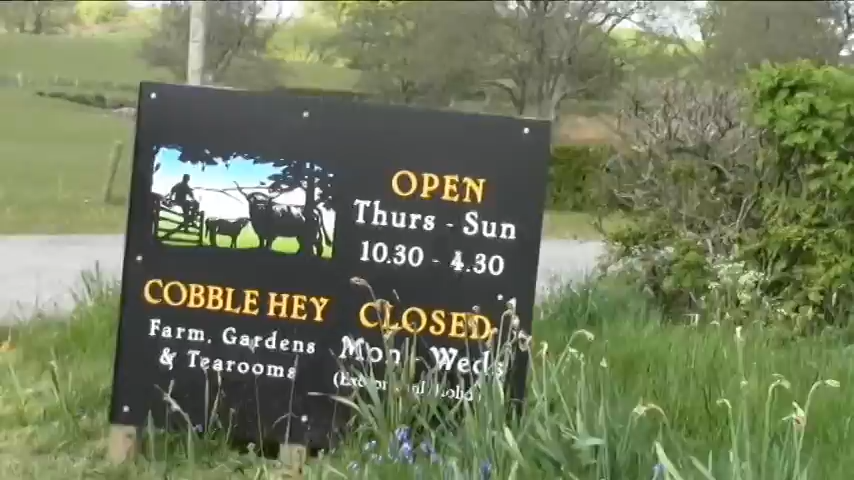 OPEN
Thurs - Sun
10.30 - 4.30
COBBLE HEY
Farm, Gardens
& Tearooms
CLOSED
Mon - Weds